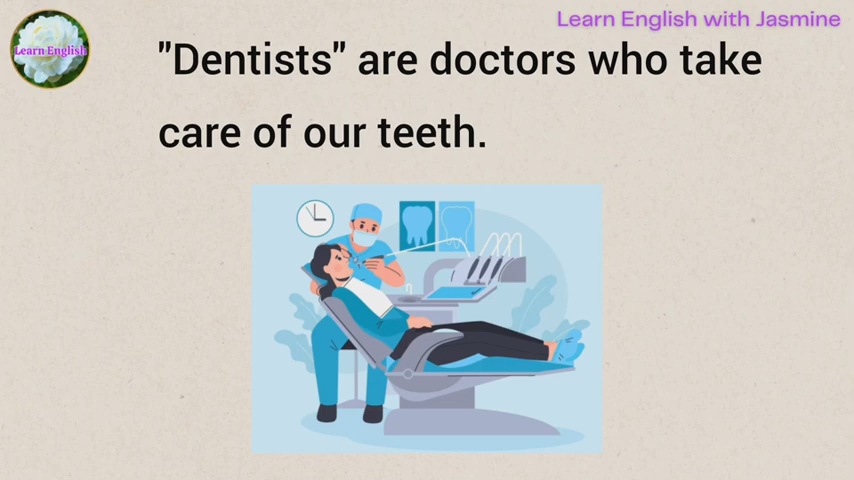 Learn English with Jasmine
Learn English
"Dentists" are doctors who take
care of our teeth.